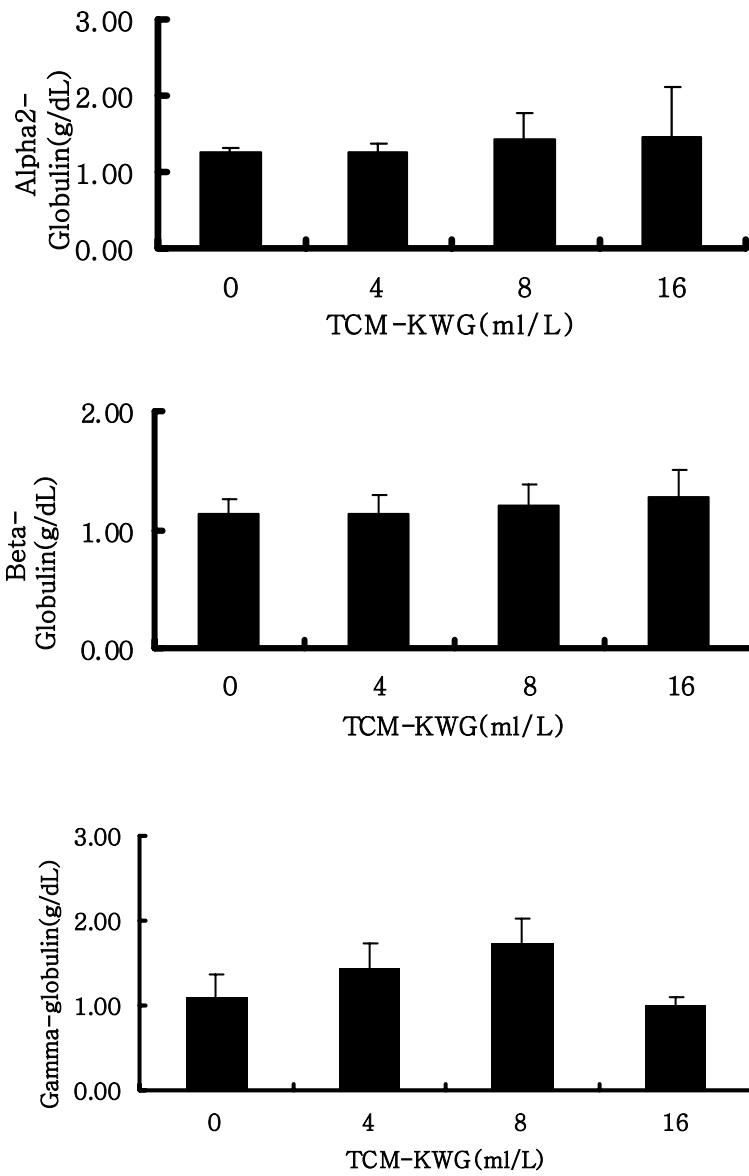 3.00
2.00
1.00
0.00
Alpha2-
Globulin(g/dL)
0 4 8 16
TCM-KWG(ml/L)
2.00
1.00
0.00
Beta-
Globulin(g/dL)
0 4 8 16
TCM-KWG(ml/L)
3.00
2.00
1.00
0.00
Gamma-globulin(g/dL)
0 4 8 16
TCM-KWG(ml/L)